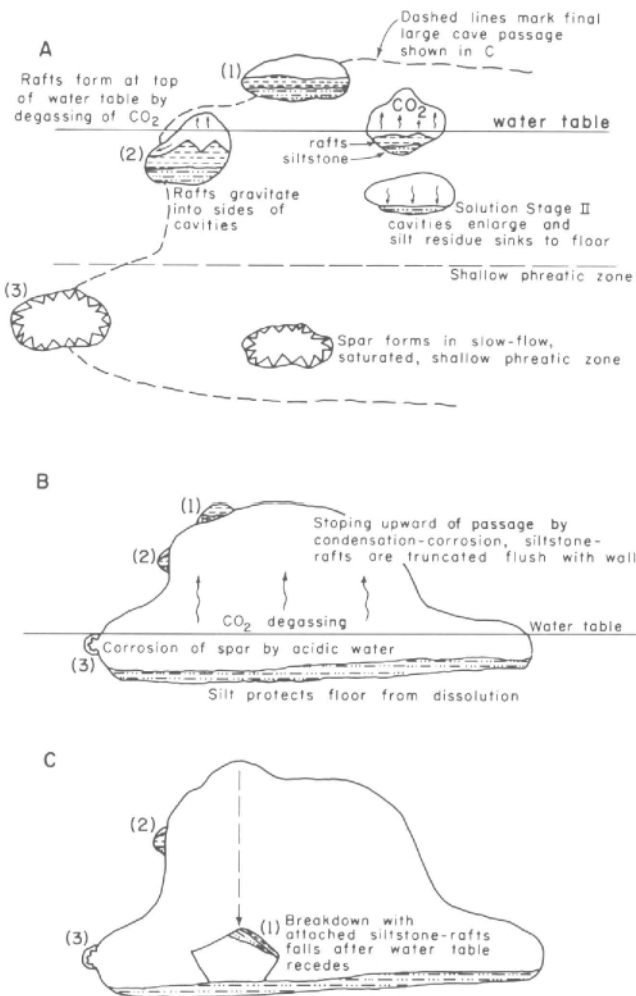 A
Dashed lines mark final
large cave passage
shown in C
(1)
Rafts form at top
of water table by
degassing of CO2
CO2
water table
rafts
siltstone
(2)
Rafts gravitate
into sides of
cavities
Solution Stage II
cavities enlarge and
silt residue sinks to floor
Shallow phreatic zone
(3)
Spar forms in slow-flow,
saturated, shallow phreatic zone
B
(1)
Stoping upward of passage by
condensation-corrosion, siltstone-
rafts are truncated flush with wall
(2)
CO2 degassing
Water table
Corrosion of spar by acidic water
(3)
Silt protects floor from dissolution
C
(2)
(3)
(1)
Breakdown with
attached siltstone-rafts
falls after water table
recedes